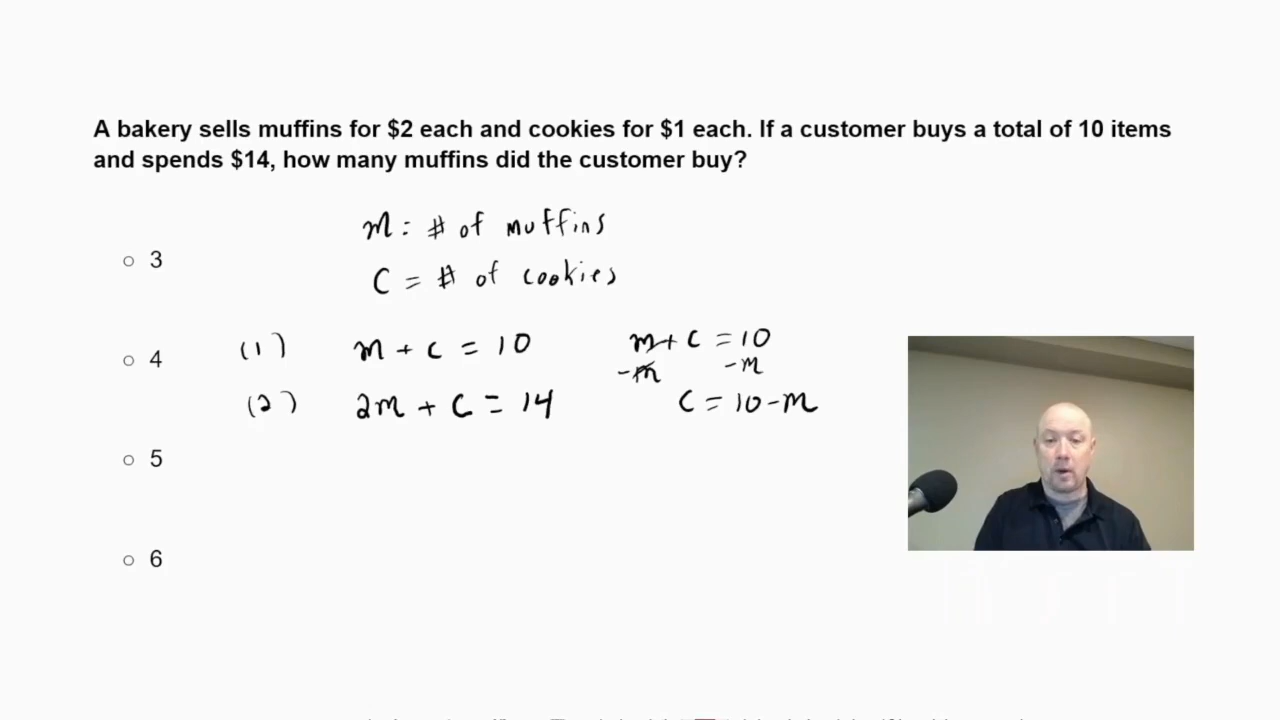 A bakery sells muffins for $2 each and cookies for $1 each. If a customer buys a total of 10 items
and spends $14, how many muffins did the customer buy?
m: # of muffins
3
C = # of cookies
(1) m + c = 10
m + c = 10
4
-m -m
(2) 2m + c = 14
c = 10 - m
5
6